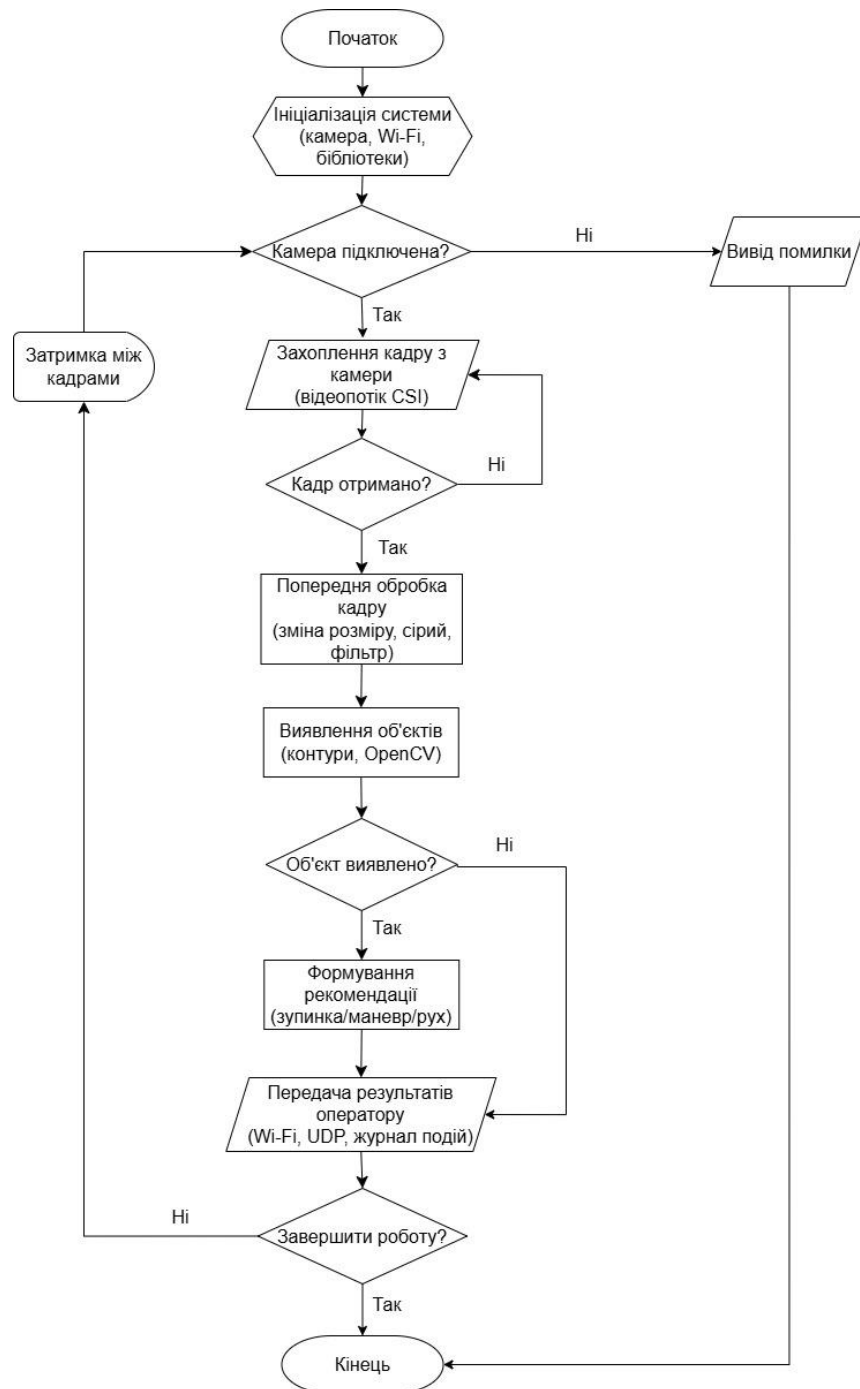 Початок
Ініціалізація системи
(камера, Wi-Fi,
бібліотеки)
Камера підключена?
Ні
Вивід помилки
Так
Затримка між
кадрами
Захоплення кадру з
камери
(відеопотік CSI)
Кадр отримано?
Ні
Так
Попередня обробка
кадру
(зміна розміру, сірий,
фільтр)
Виявлення об'єктів
(контури, OpenCV)
Об'єкт виявлено?
Ні
Так
Формування
рекомендації
(зупинка/маневр/рух)
Передача результатів
оператору
(Wi-Fi, UDP, журнал подій)
Ні
Завершити роботу?
Так
Кінець